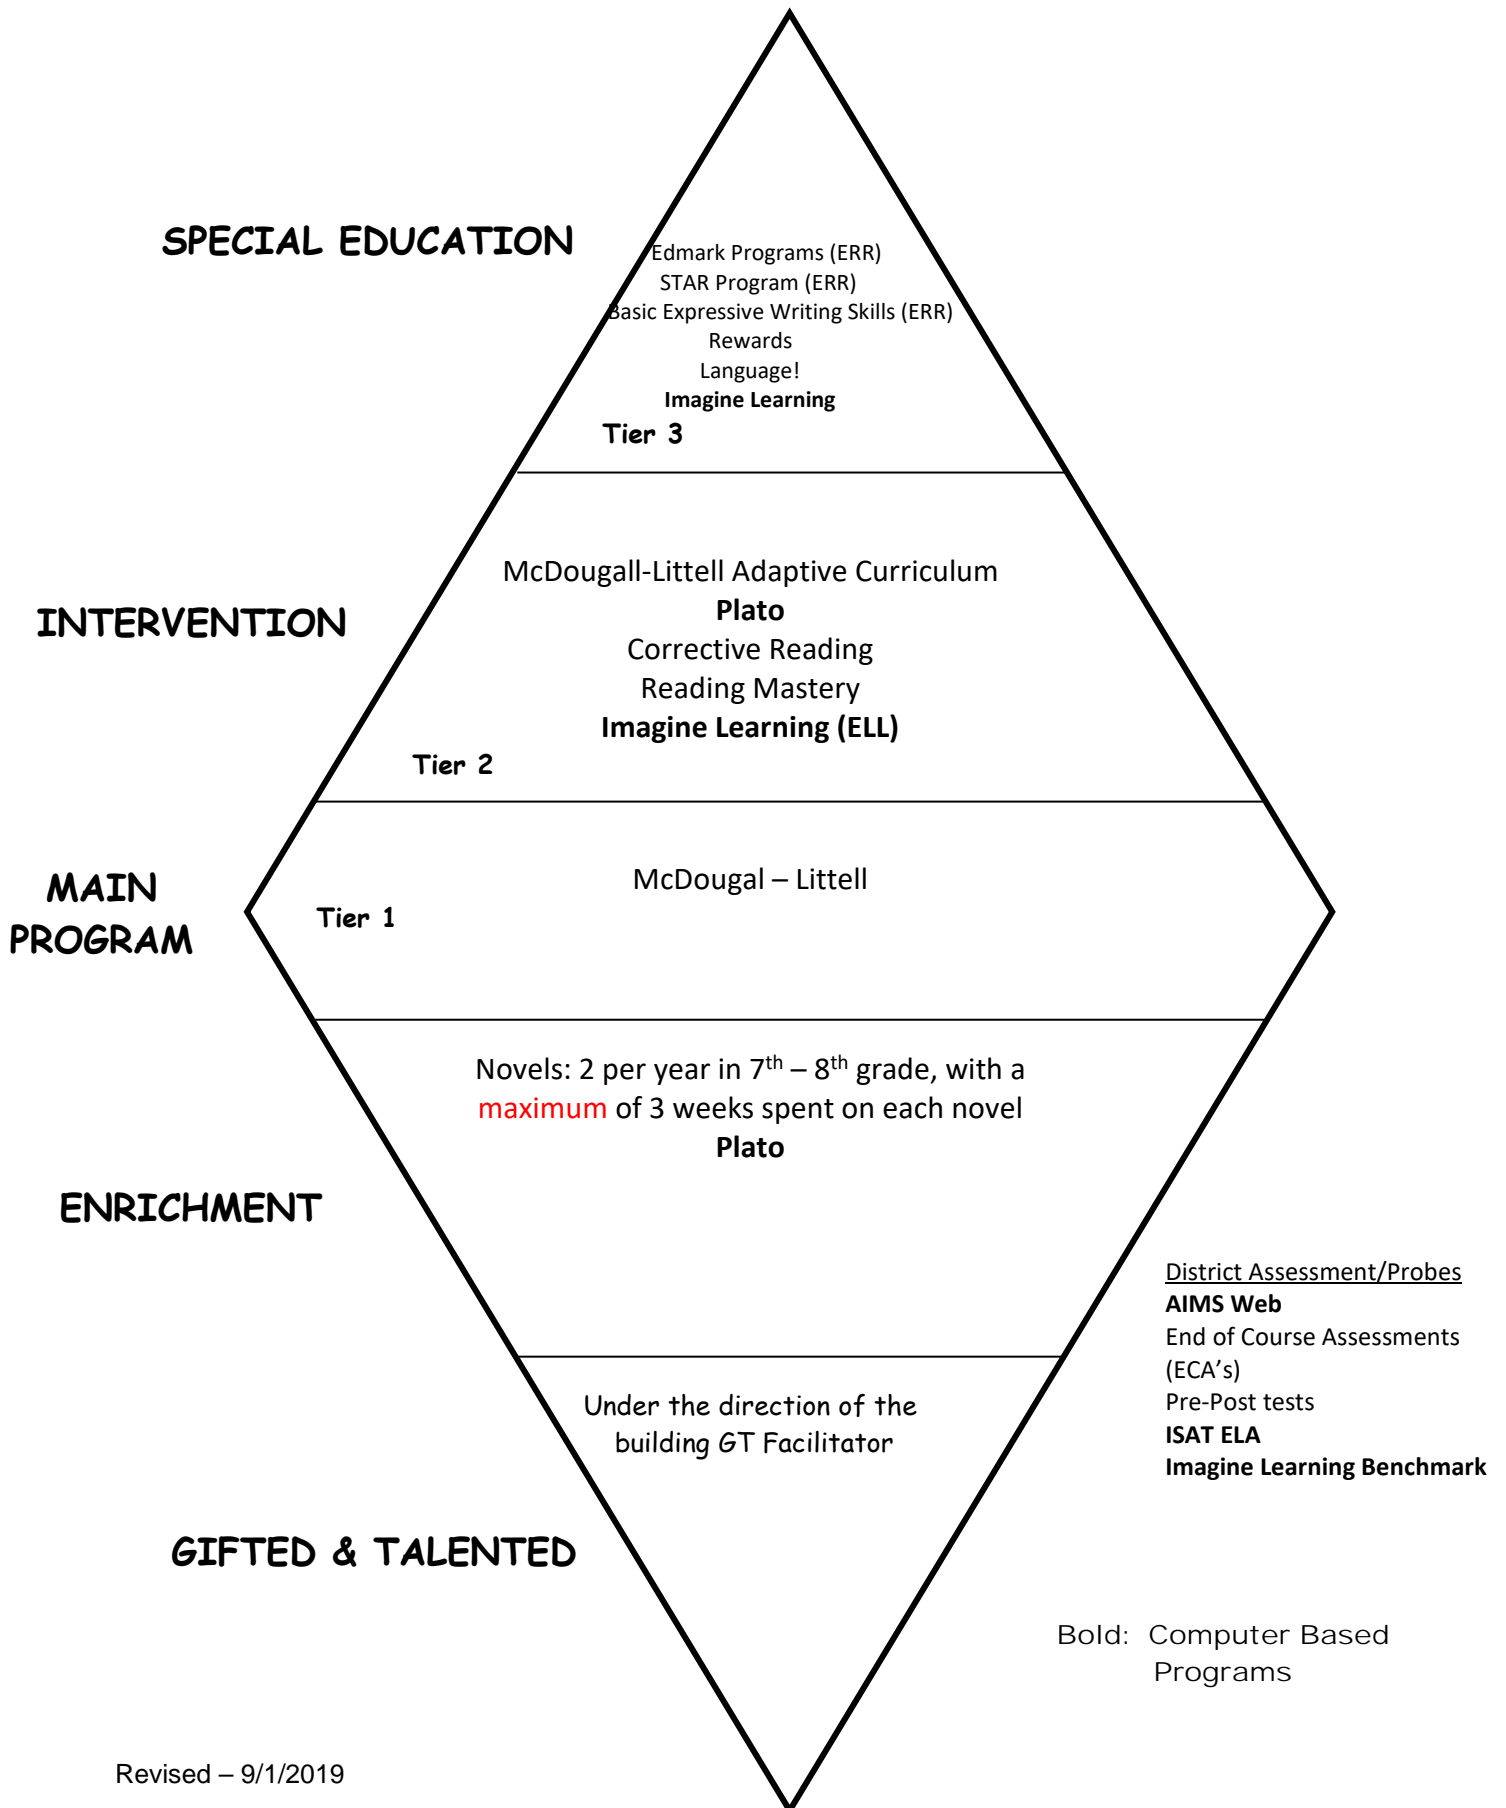 SPECIAL EDUCATION
Edmark Programs (ERR)
STAR Program (ERR)
Basic Expressive Writing Skills (ERR)
Rewards
Language!
Imagine Learning
Tier 3
INTERVENTION
McDougall-Littell Adaptive Curriculum
Plato
Corrective Reading
Reading Mastery
Imagine Learning (ELL)
Tier 2
MAIN
PROGRAM
McDougal – Littell
Tier 1
ENRICHMENT
Novels: 2 per year in 7th – 8th grade, with a
maximum of 3 weeks spent on each novel
Plato
District Assessment/Probes
AIMS Web
End of Course Assessments
(ECA’s)
Pre-Post tests
ISAT ELA
Imagine Learning Benchmark
GIFTED & TALENTED
Under the direction of the
building GT Facilitator
Bold: Computer Based
Programs
Revised – 9/1/2019